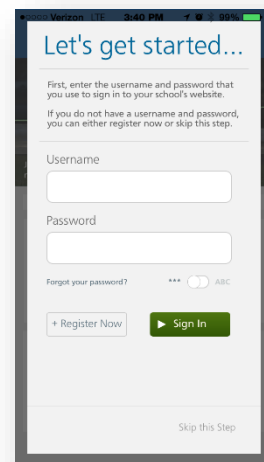 Verizon LTE 3:40 PM 99%
Let's get started...
First, enter the username and password that
you use to sign in to your school's website.
If you do not have a username and password,
you can either register now or skip this step.
Username
Password
Forgot your password? *** ABC
+ Register Now ▶ Sign In
Skip this Step